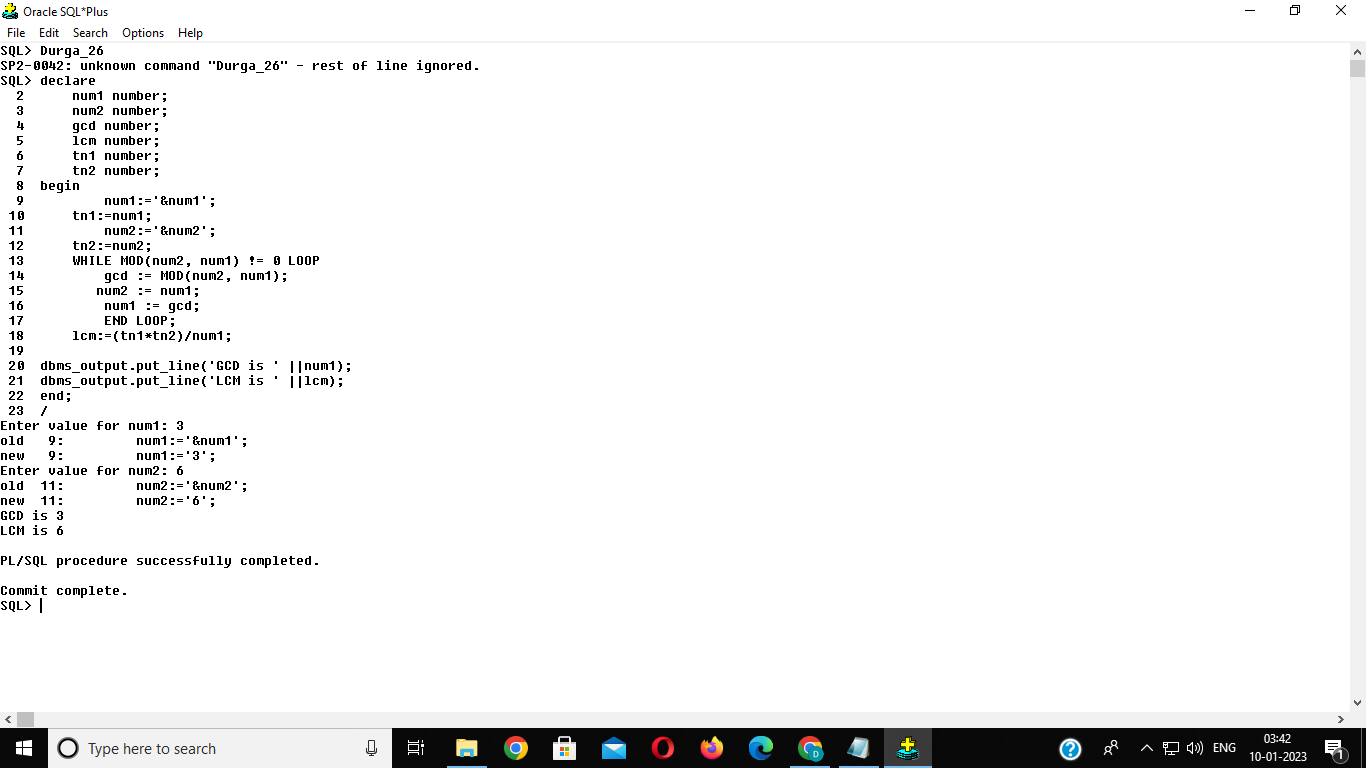 Oracle SQL*Plus
File Edit Search Options Help
SQL> Durga_26
SP2-0042: unknown command "Durga_26" - rest of line ignored.
SQL> declare
  2      num1 number;
  3      num2 number;
  4      gcd number;
  5      lcm number;
  6      tn1 number;
  7      tn2 number;
  8  begin
  9          num1:='&num1';
 10      tn1:=num1;
 11          num2:='&num2';
 12      tn2:=num2;
 13      WHILE MOD(num2, num1) != 0 LOOP
 14          gcd := MOD(num2, num1);
 15         num2 := num1;
 16          num1 := gcd;
 17          END LOOP;
 18      lcm:=(tn1*tn2)/num1;
 19
 20  dbms_output.put_line('GCD is ' ||num1);
 21  dbms_output.put_line('LCM is ' ||lcm);
 22  end;
 23  /
Enter value for num1: 3
old   9:         num1:='&num1';
new   9:         num1:='3';
Enter value for num2: 6
old  11:         num2:='&num2';
new  11:         num2:='6';
GCD is 3
LCM is 6
PL/SQL procedure successfully completed.
Commit complete.
SQL>
Type here to search
D
ENG
03:42
10-01-2023
1